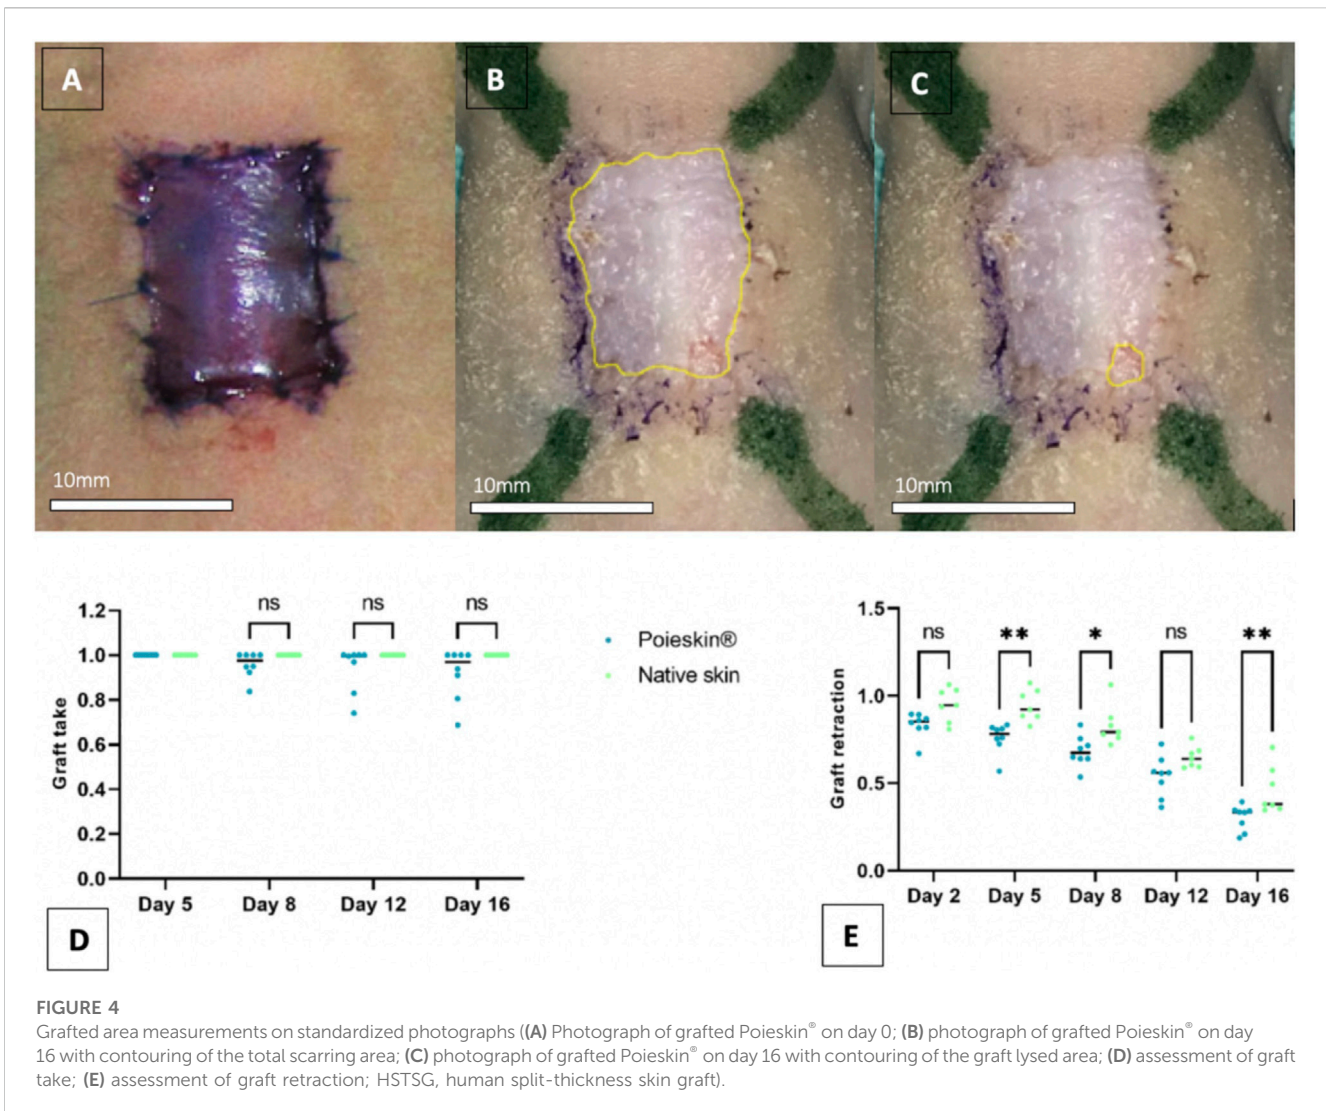 A
B
C
10mm
10mm
10mm
1.2
1.0
0.8
0.6
0.4
0.2
0.0
Graft take
ns
ns
ns
Day 5
Day 8
Day 12
Day 16
Poieskin®
Native skin
D
1.5
1.0
0.5
0.0
Graft retraction
ns
**
*
ns
**
Day 2
Day 5
Day 8
Day 12
Day 16
E
FIGURE 4
Grafted area measurements on standardized photographs ((A) Photograph of grafted Poieskin® on day 0; (B) photograph of grafted Poieskin® on day
16 with contouring of the total scarring area; (C) photograph of grafted Poieskin® on day 16 with contouring of the graft lysed area; (D) assessment of graft
take; (E) assessment of graft retraction; HSTSG, human split-thickness skin graft).